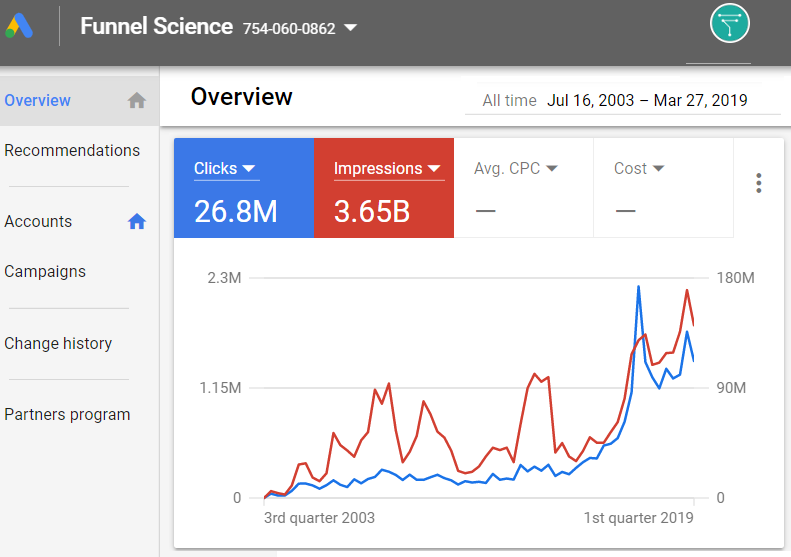 Funnel Science 754-060-0862
Overview
Recommendations
Accounts
Campaigns
Change history
Partners program
Overview
All time Jul 16, 2003 – Mar 27, 2019
Clicks Impressions Avg. CPC Cost
26.8M 3.65B — —
2.3M 180M
1.15M 90M
0 0
3rd quarter 2003 1st quarter 2019